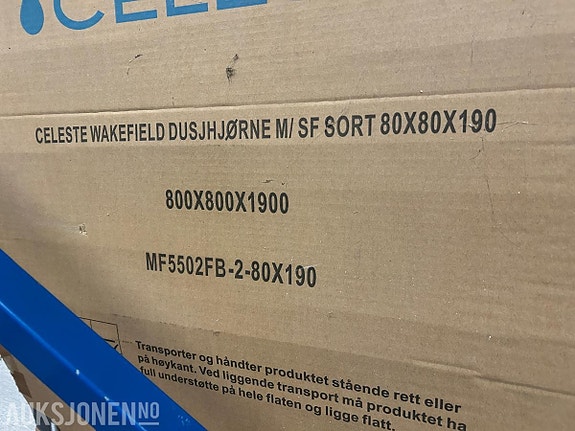 CELE
CELESTE WAKEFIELD DUSJHJØRNE M/ SF SORT 80X80X190
800X800X1900
MF5502FB-2-80X190
Transporter og håndter produktet stående rett eller
på høykant. Ved liggende transport må produktet ha
full understøtte på hele flaten og ligge flatt.
AUKSJONEN.NO